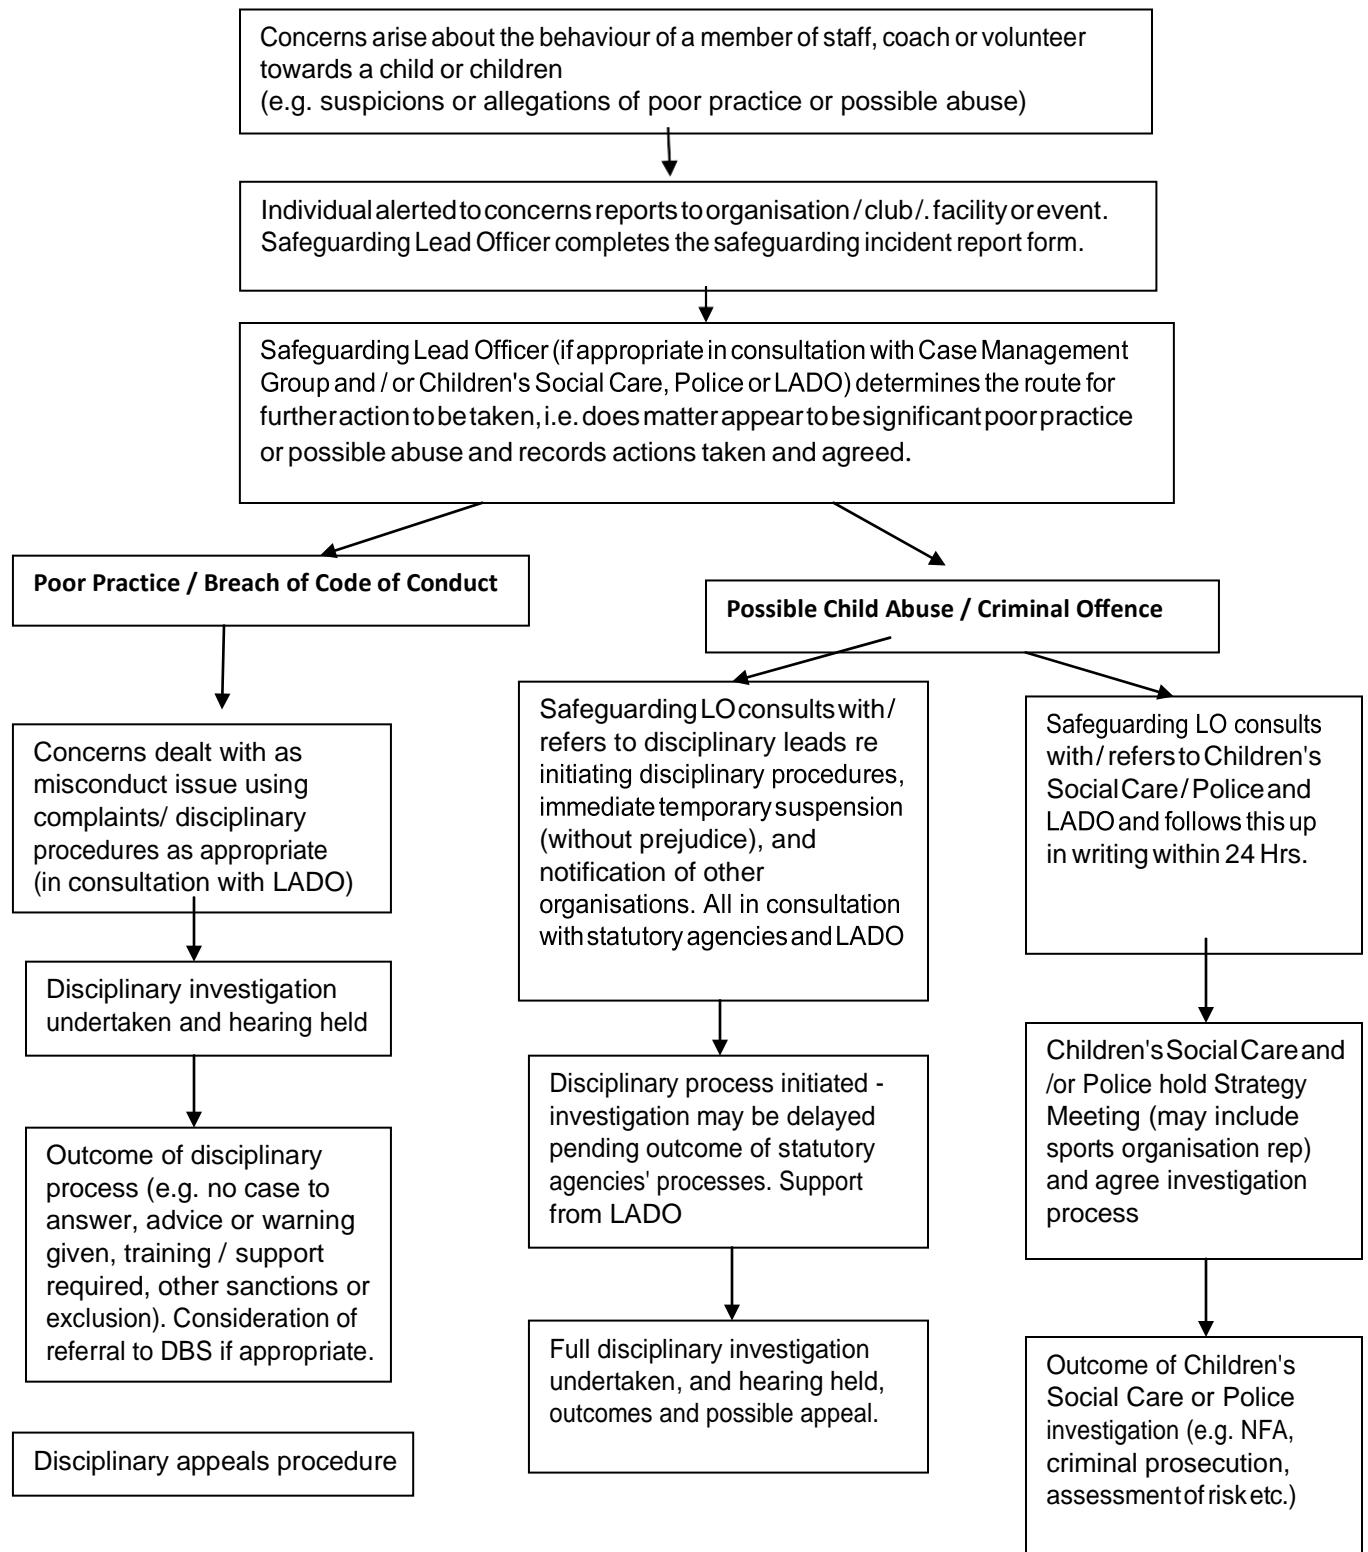 Concerns arise about the behaviour of a member of staff, coach or volunteer
towards a child or children
(e.g. suspicions or allegations of poor practice or possible abuse)
Individual alerted to concerns reports to organisation / club /. facility or event.
Safeguarding Lead Officer completes the safeguarding incident report form.
Safeguarding Lead Officer (if appropriate in consultation with Case Management
Group and / or Children's Social Care, Police or LADO) determines the route for
further action to be taken, i.e. does matter appear to be significant poor practice
or possible abuse and records actions taken and agreed.
Poor Practice / Breach of Code of Conduct
Possible Child Abuse / Criminal Offence
Concerns dealt with as
misconduct issue using
complaints/ disciplinary
procedures as appropriate
(in consultation with LADO)
Disciplinary investigation
undertaken and hearing held
Outcome of disciplinary
process (e.g. no case to
answer, advice or warning
given, training / support
required, other sanctions or
exclusion). Consideration of
referral to DBS if appropriate.
Disciplinary appeals procedure
Safeguarding LO consults with /
refers to disciplinary leads re
initiating disciplinary procedures,
immediate temporary suspension
(without prejudice), and
notification of other
organisations. All in consultation
with statutory agencies and LADO
Disciplinary process initiated -
investigation may be delayed
pending outcome of statutory
agencies' processes. Support
from LADO
Full disciplinary investigation
undertaken, and hearing held,
outcomes and possible appeal.
Safeguarding LO consults
with / refers to Children's
Social Care / Police and
LADO and follows this up
in writing within 24 Hrs.
Children's Social Care and
/or Police hold Strategy
Meeting (may include
sports organisation rep)
and agree investigation
process
Outcome of Children's
Social Care or Police
investigation (e.g. NFA,
criminal prosecution,
assessment of risk etc.)